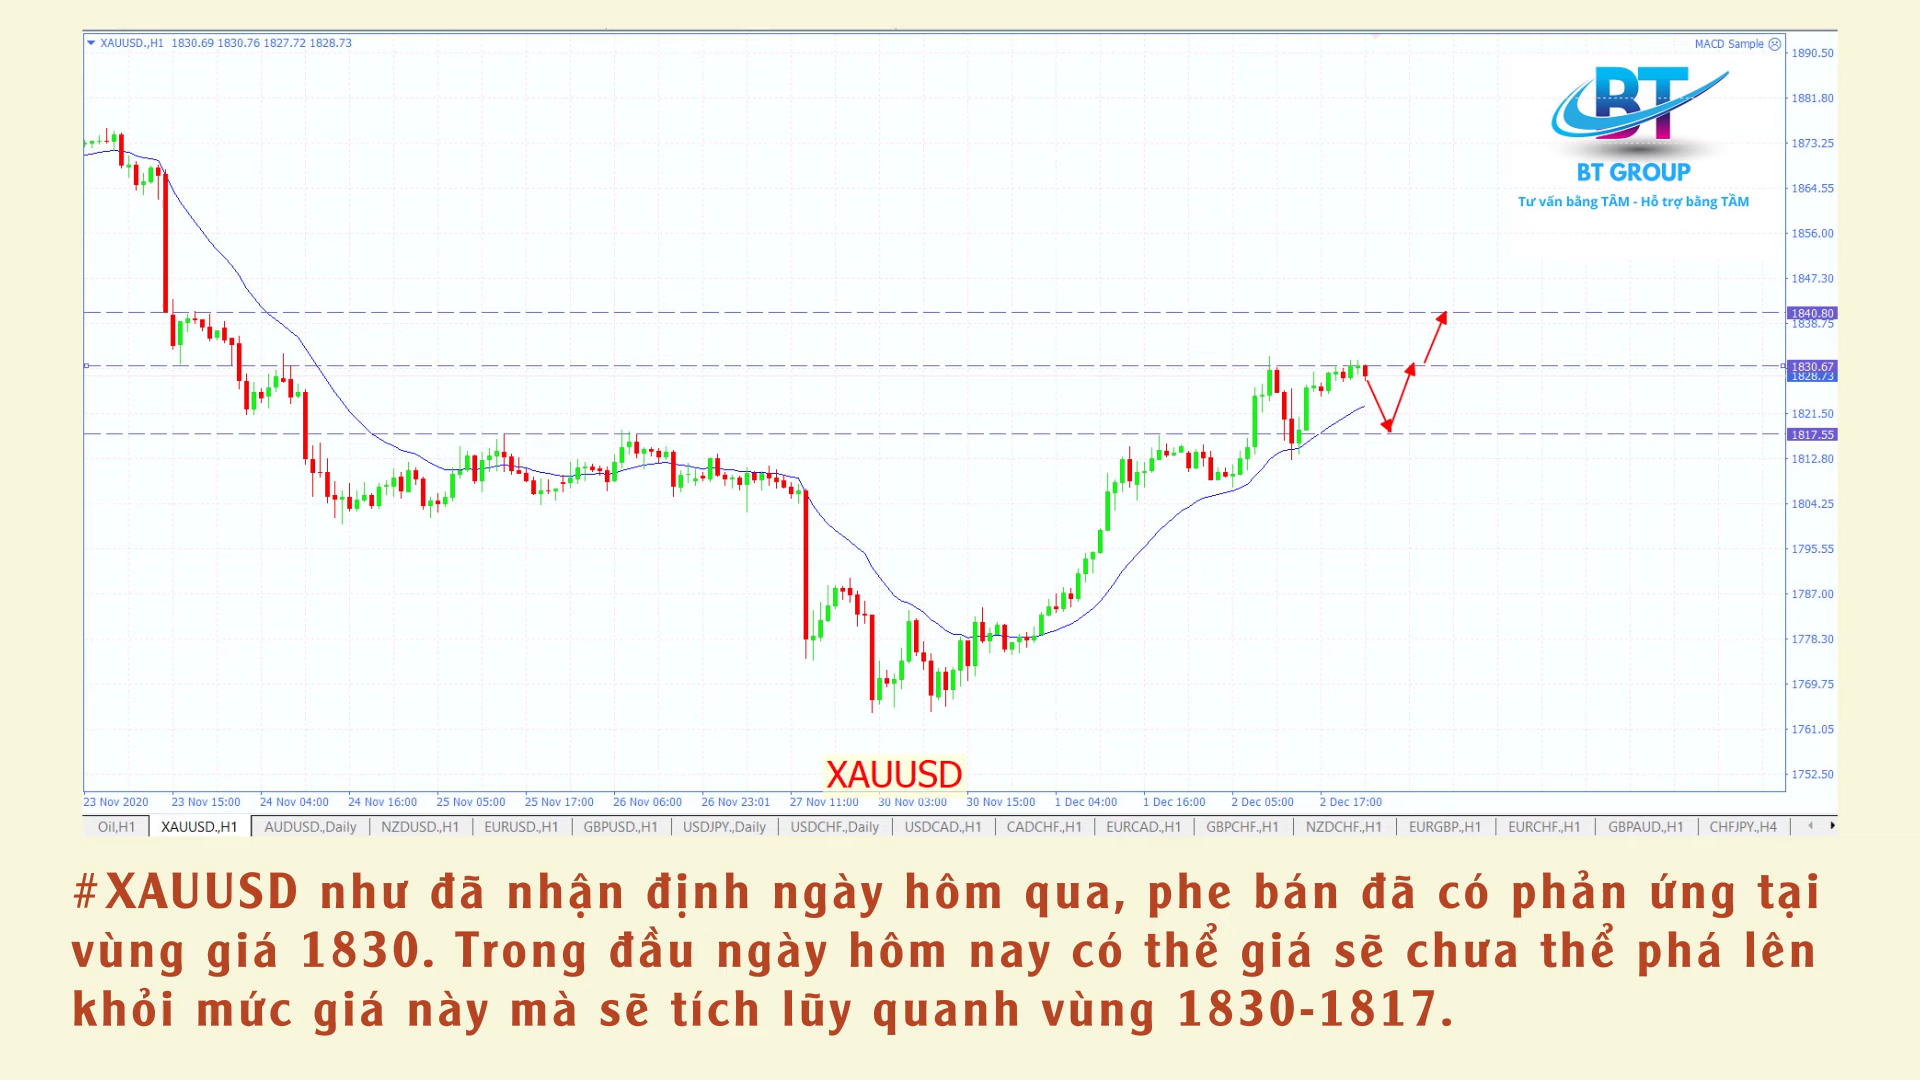 XAUUSD.,H1 1830.69 1830.76 1827.72 1828.73
MACD Sample
BT
BT GROUP
Tư vấn bằng TÂM - Hỗ trợ bằng TẦM
1890.50
1881.80
1873.25
1864.55
1856.00
1847.30
1840.80
1838.75
1830.67
1828.73
1821.50
1817.55
1812.80
1804.25
1795.55
1787.00
1778.30
1769.75
1761.05
1752.50
XAUUSD
23 Nov 2020 23 Nov 15:00 24 Nov 04:00 24 Nov 16:00 25 Nov 05:00 25 Nov 17:00 26 Nov 06:00 26 Nov 23:01 27 Nov 11:00 30 Nov 03:00 30 Nov 15:00 1 Dec 04:00 1 Dec 16:00 2 Dec 05:00 2 Dec 17:00
Oil,H1 XAUUSD.,H1 AUDUSD.,Daily NZDUSD.,H1 EURUSD.,H1 GBPUSD.,H1 USDJPY.,Daily USDCHF.,Daily USDCAD.,H1 CADCHF.,H1 EURCAD.,H1 GBPCHF.,H1 NZDCHF.,H1 EURGBP.,H1 EURCHF.,H1 GBPAUD.,H1 CHFJPY.,H4
#XAUUSD như đã nhận định ngày hôm qua, phe bán đã có phản ứng tại
vùng giá 1830. Trong đầu ngày hôm nay có thể giá sẽ chưa thể phá lên
khỏi mức giá này mà sẽ tích lũy quanh vùng 1830-1817.